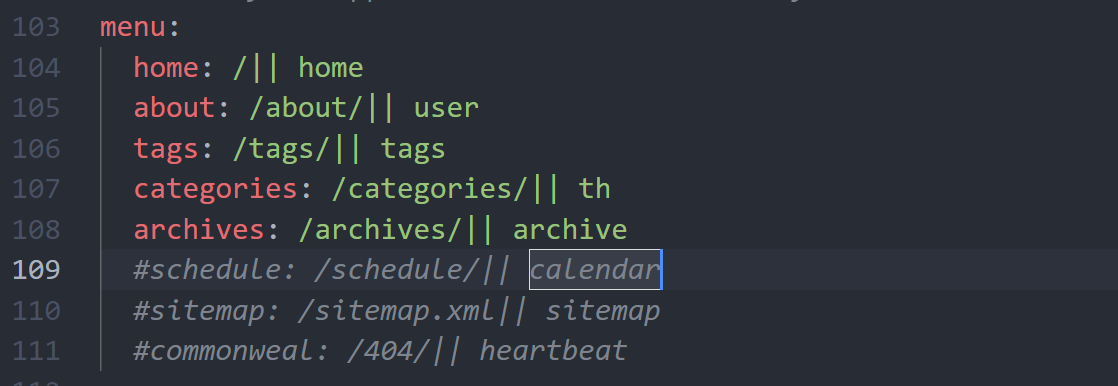 103 menu:
104 home: /|| home
105 about: /about/|| user
106 tags: /tags/|| tags
107 categories: /categories/|| th
108 archives: /archives/|| archive
109 #schedule: /schedule/|| calendar
110 #sitemap: /sitemap.xml|| sitemap
111 #commonweal: /404/|| heartbeat